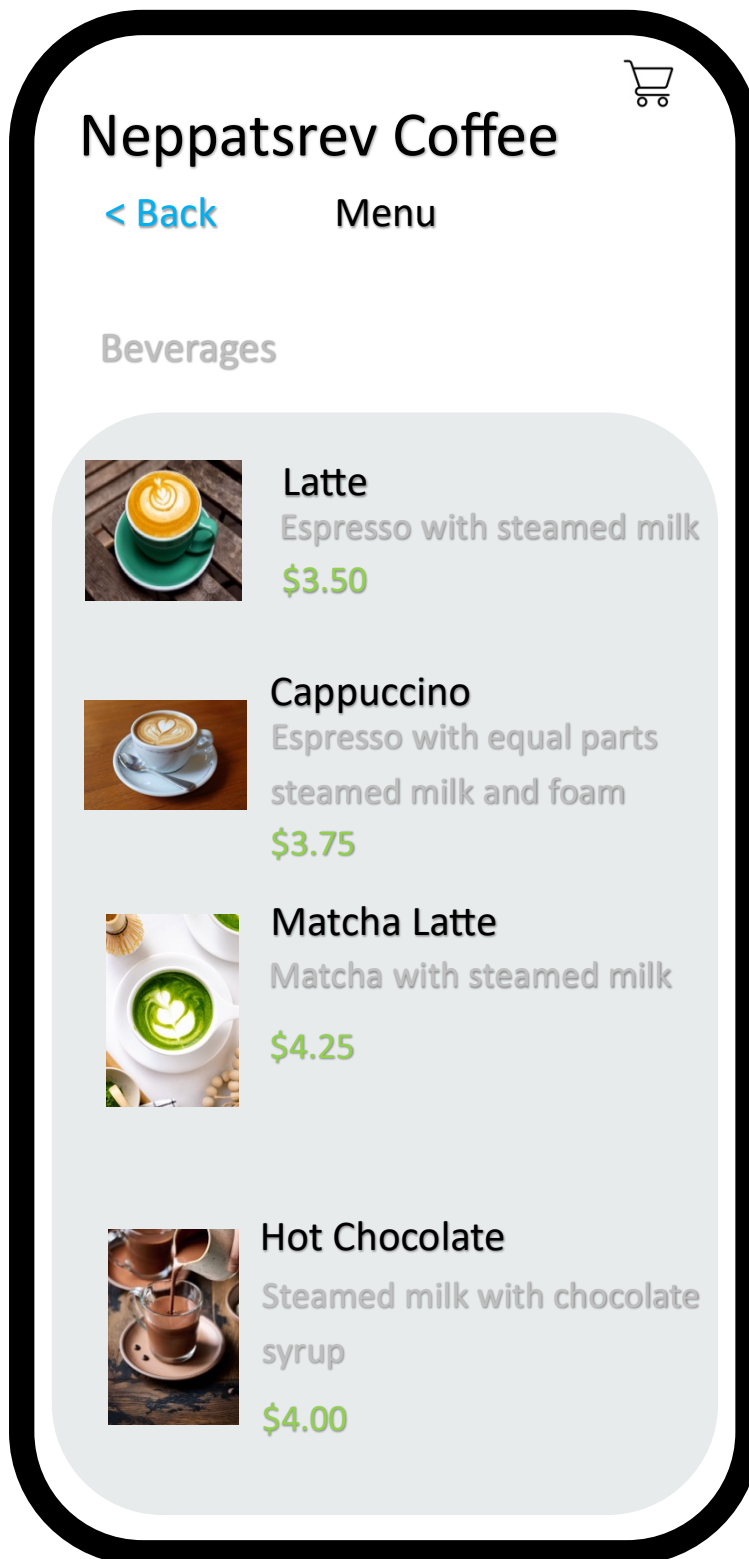 Neppatsrev Coffee
< Back Menu
Beverages
Latte
Espresso with steamed milk
$3.50
Cappuccino
Espresso with equal parts
steamed milk and foam
$3.75
Matcha Latte
Matcha with steamed milk
$4.25
Hot Chocolate
Steamed milk with chocolate
syrup
$4.00